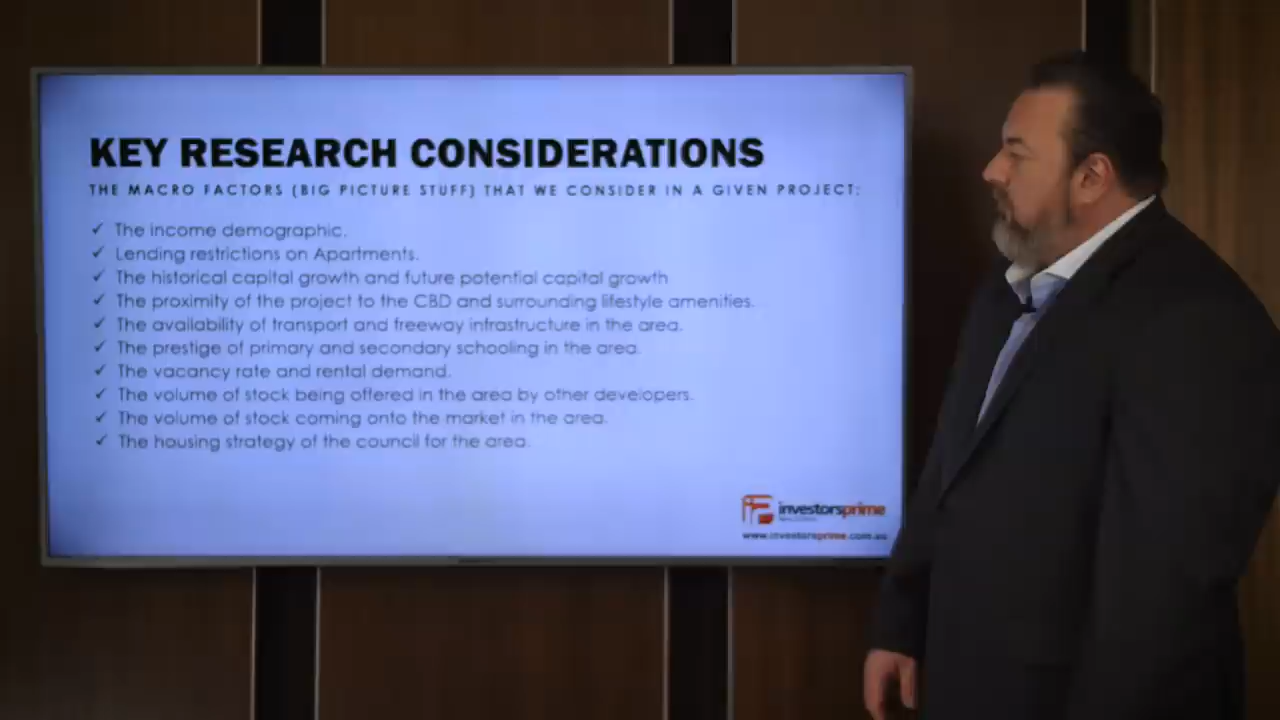 KEY RESEARCH CONSIDERATIONS
THE MACRO FACTORS (BIG PICTURE STUFF) THAT WE CONSIDER IN A GIVEN PROJECT:
✓ The income demographic.
✓ Lending restrictions on Apartments.
✓ The historical capital growth and future potential capital growth
✓ The proximity of the project to the CBD and surrounding lifestyle amenities.
✓ The availability of transport and freeway infrastructure in the area.
✓ The prestige of primary and secondary schooling in the area.
✓ The vacancy rate and rental demand.
✓ The volume of stock being offered in the area by other developers.
✓ The volume of stock coming onto the market in the area.
✓ The housing strategy of the council for the area.
investorsprime
www.investorsprime.com.au